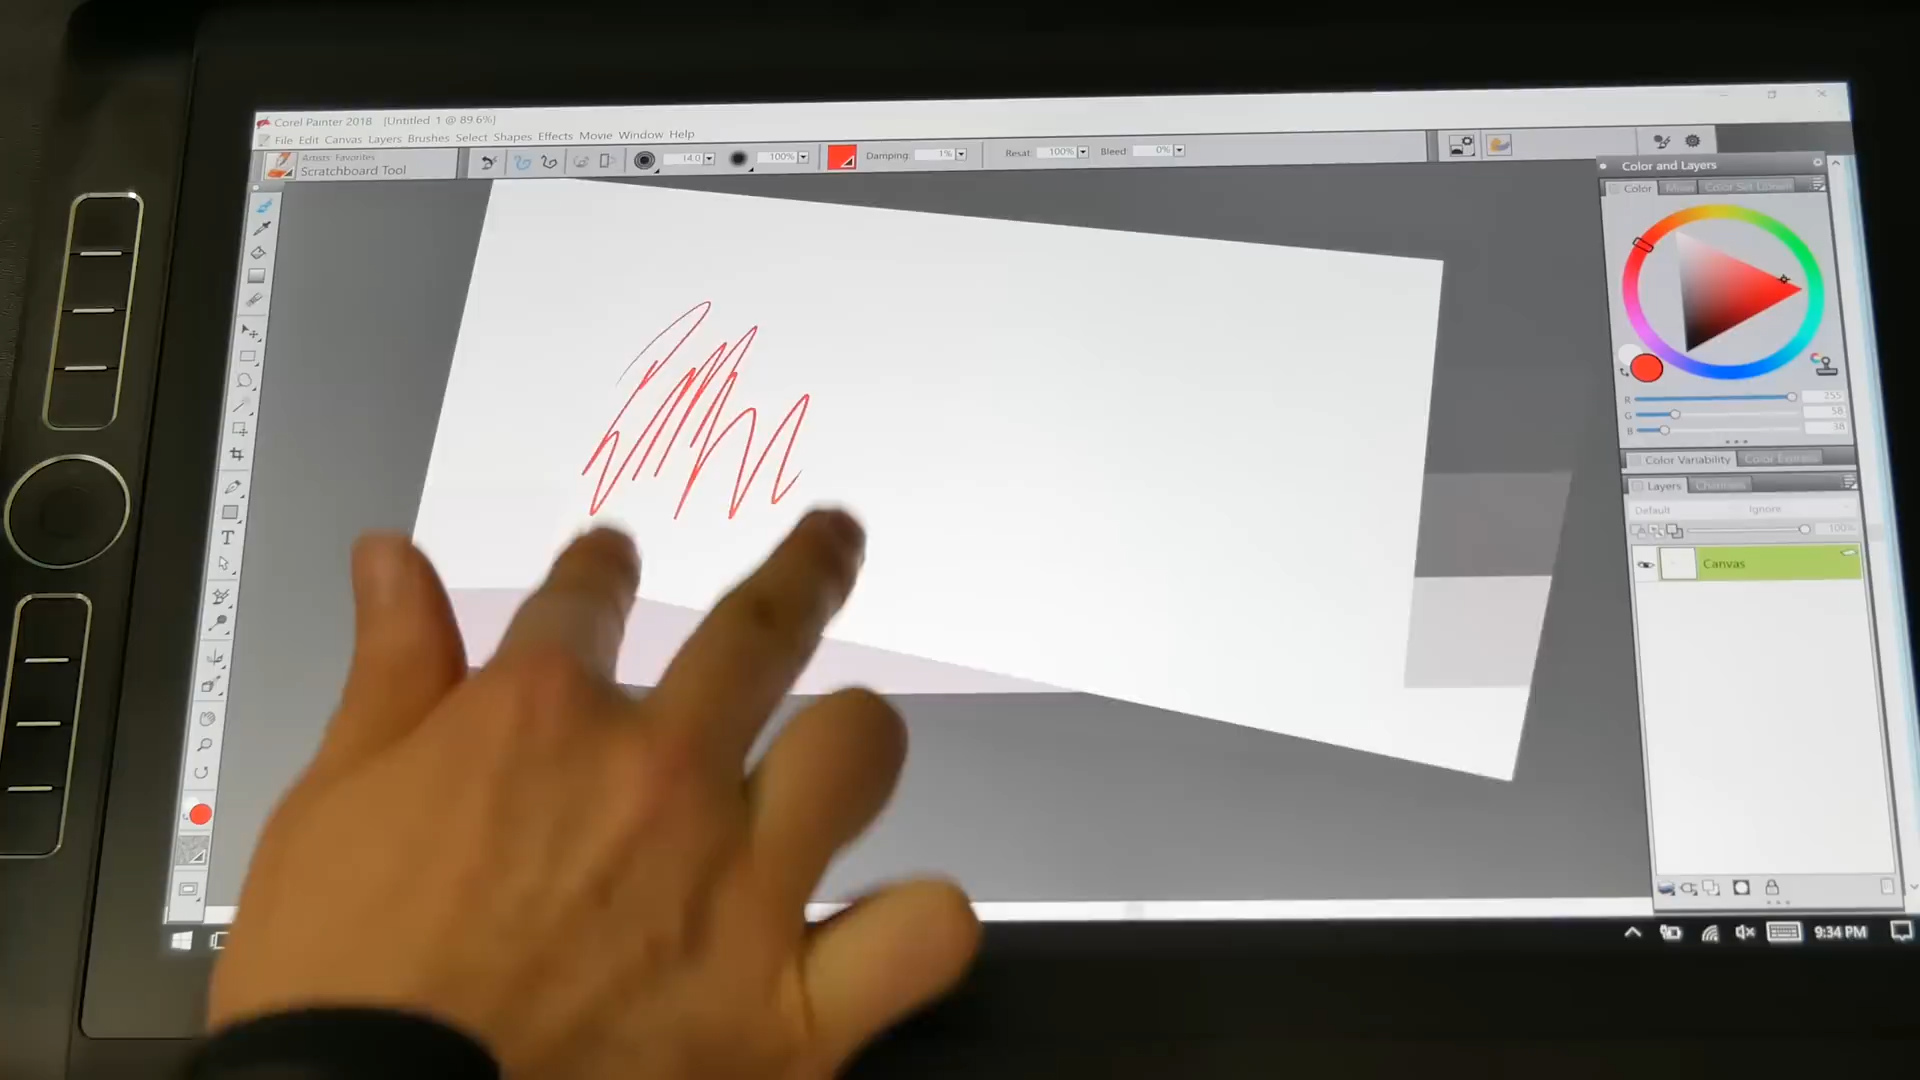 Corel Painter 2018 [Untitled 1 @ 89.6%]
File Edit Canvas Layers Brushes Select Shapes Effects Movie Window Help
Artists' Favorites
Scratchboard Tool
14.0
100%
Damping: 1%
Resat: 100%
Bleed: 0%
Color and Layers
Color Mixer Color Set
R 255
G 58
B 38
Color Variability Color Express
Layers Channels
Default Ignore
100%
Canvas
T
9:34 PM